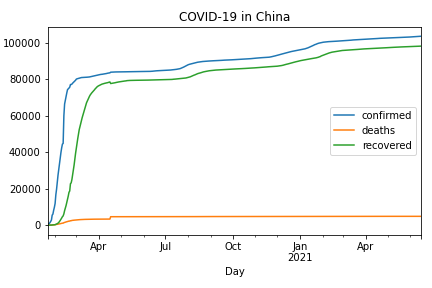 COVID-19 in China
100000
80000
60000
40000
20000
0
confirmed
deaths
recovered
Apr Jul Oct Jan Apr
2021
Day